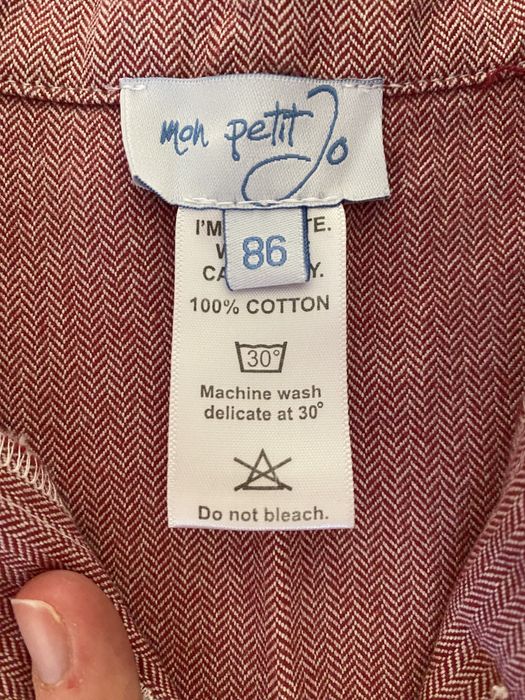 mon petit Jo
86
I'M
100% COTTON
30°
Machine wash
delicate at 30°
Do not bleach.